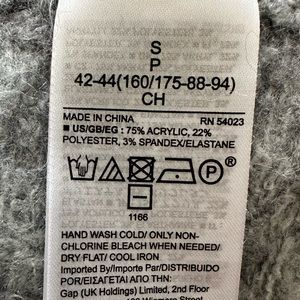 S
P
42-44(160/175-88-94)
CH
MADE IN CHINA RN 54023
■ US/GB/EG : 75% ACRYLIC, 22%
POLYESTER, 3% SPANDEX/ELASTANE
P
1166
HAND WASH COLD/ ONLY NON-
CHLORINE BLEACH WHEN NEEDED/
DRY FLAT/ COOL IRON
Imported By/Importe Par/DISTRIBUIDO
POR/ΕΙΣΑΓΕΤΑΙ ΑΠΟ ΤΗΝ :
Gap (UK Holdings) Limited, 2nd Floor